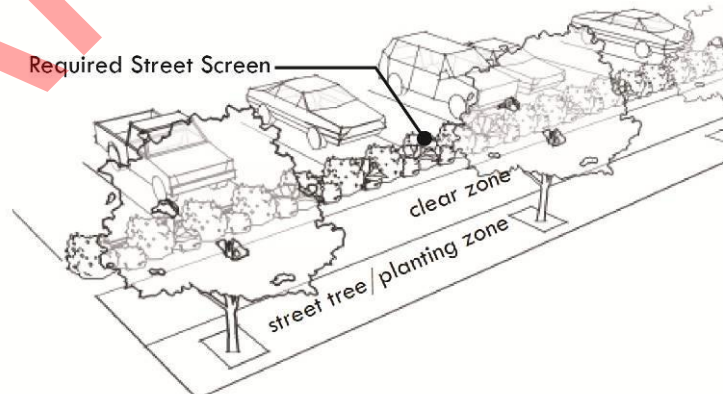 Required Street Screen
clear zone
street tree/planting zone